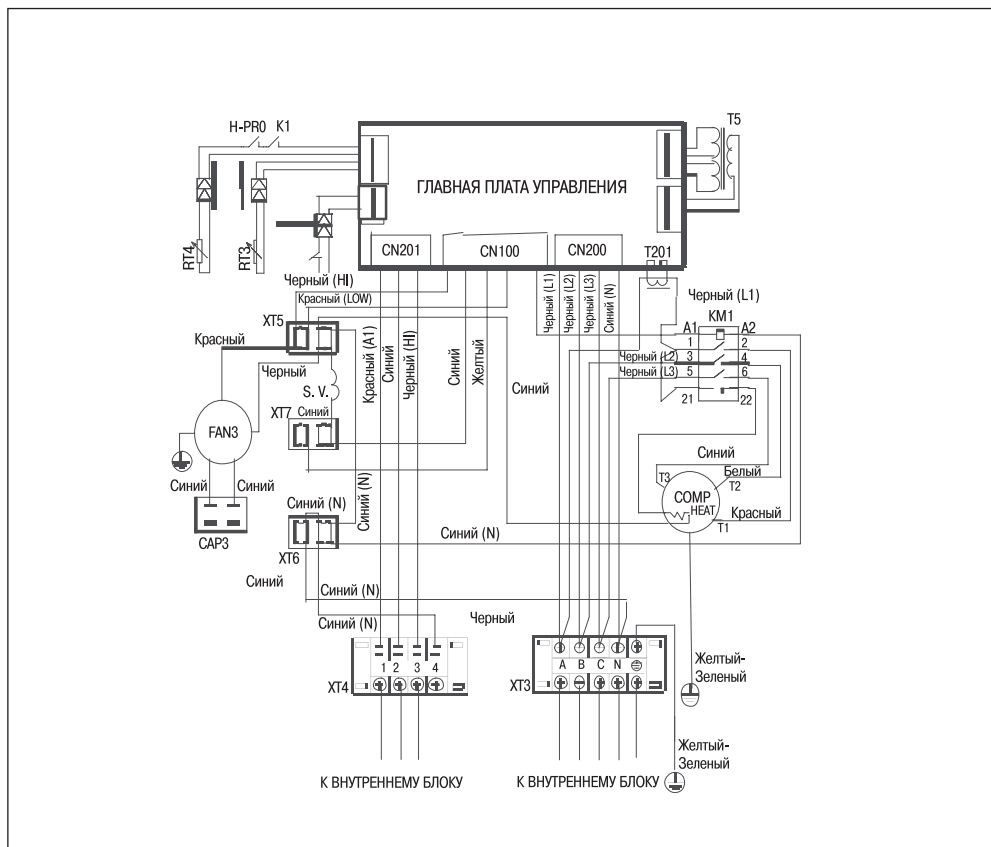 T5
H-PR0 K1
ГЛАВНАЯ ПЛАТА УПРАВЛЕНИЯ
RT4
RT3
CN201
CN100
CN200
T201
Черный (HI)
Красный (LOW)
Черный (L1)
Черный (L2)
Черный (L3)
Синий (N)
Черный (L1)
KM1
XT5
A1
A2
Красный
1
2
Черный (L2)
3
4
Черный
Черный (L3)
5
6
Красный (A1)
Синий
Черный (HI)
Синий
Желтый
Синий
S. V.
21
22
XT7
Синий
FAN3
Синий
T3
Белый
T2
COMP
HEAT
Синий
Синий
Синий (N)
Синий (N)
Красный
T1
CAP3
XT6
Синий (N)
Синий
Синий (N)
Синий (N)
Черный
1 2 3 4
A B C N
XT4
XT3
Желтый-
Зеленый
Желтый-
Зеленый
К ВНУТРЕННЕМУ БЛОКУ
К ВНУТРЕННЕМУ БЛОКУ